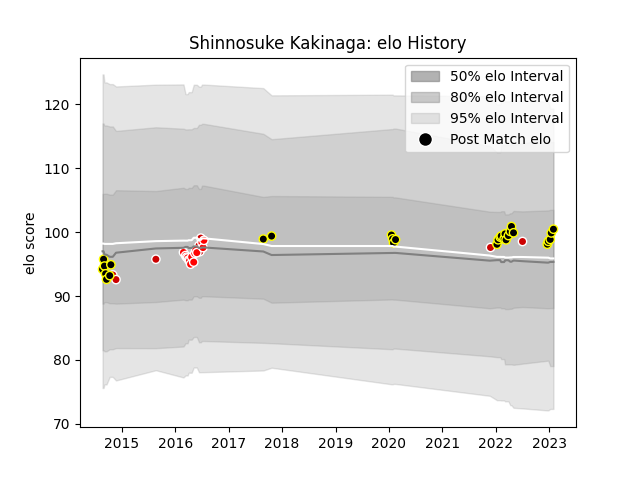 Shinnosuke Kakinaga: elo History
50% elo Interval
80% elo Interval
95% elo Interval
Post Match elo
elo score
120
110
100
90
80
70
2015 2016 2017 2018 2019 2020 2021 2022 2023